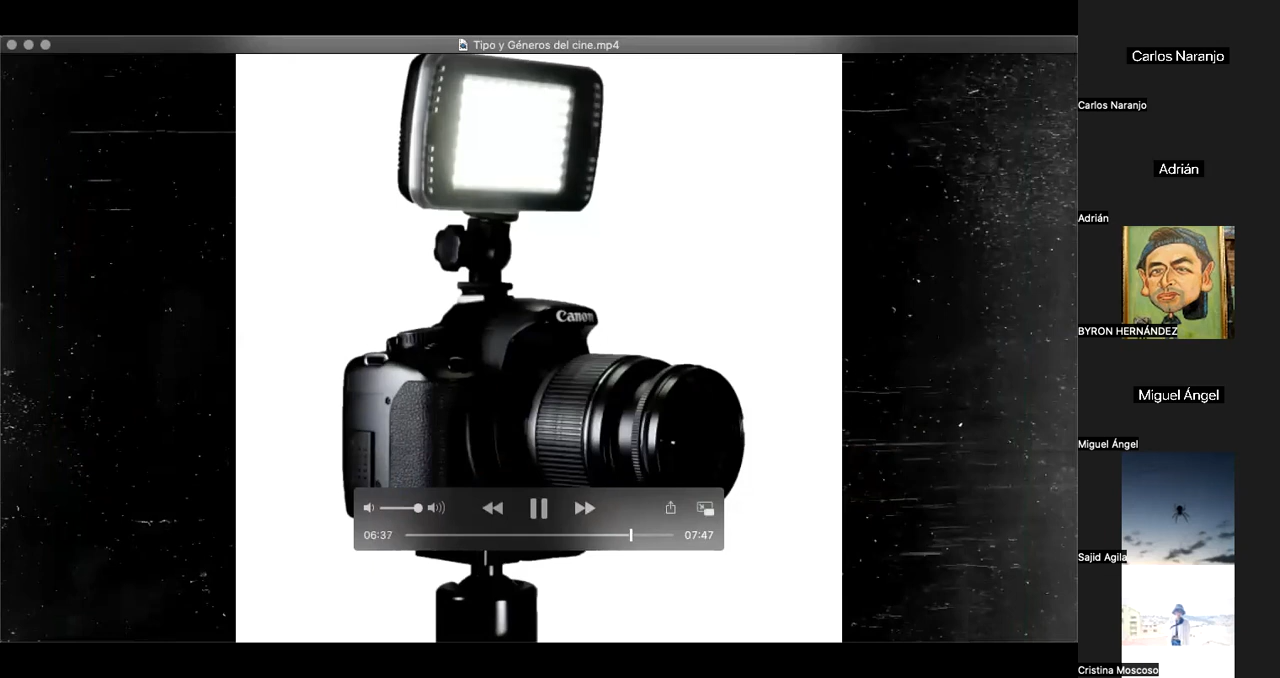 Tipo y Géneros del cine.mp4
Canon
06:37
07:47
Carlos Naranjo
Carlos Naranjo
Adrián
Adrián
BYRON HERNÁNDEZ
Miguel Ángel
Miguel Ángel
Sajid Agila
Cristina Moscoso